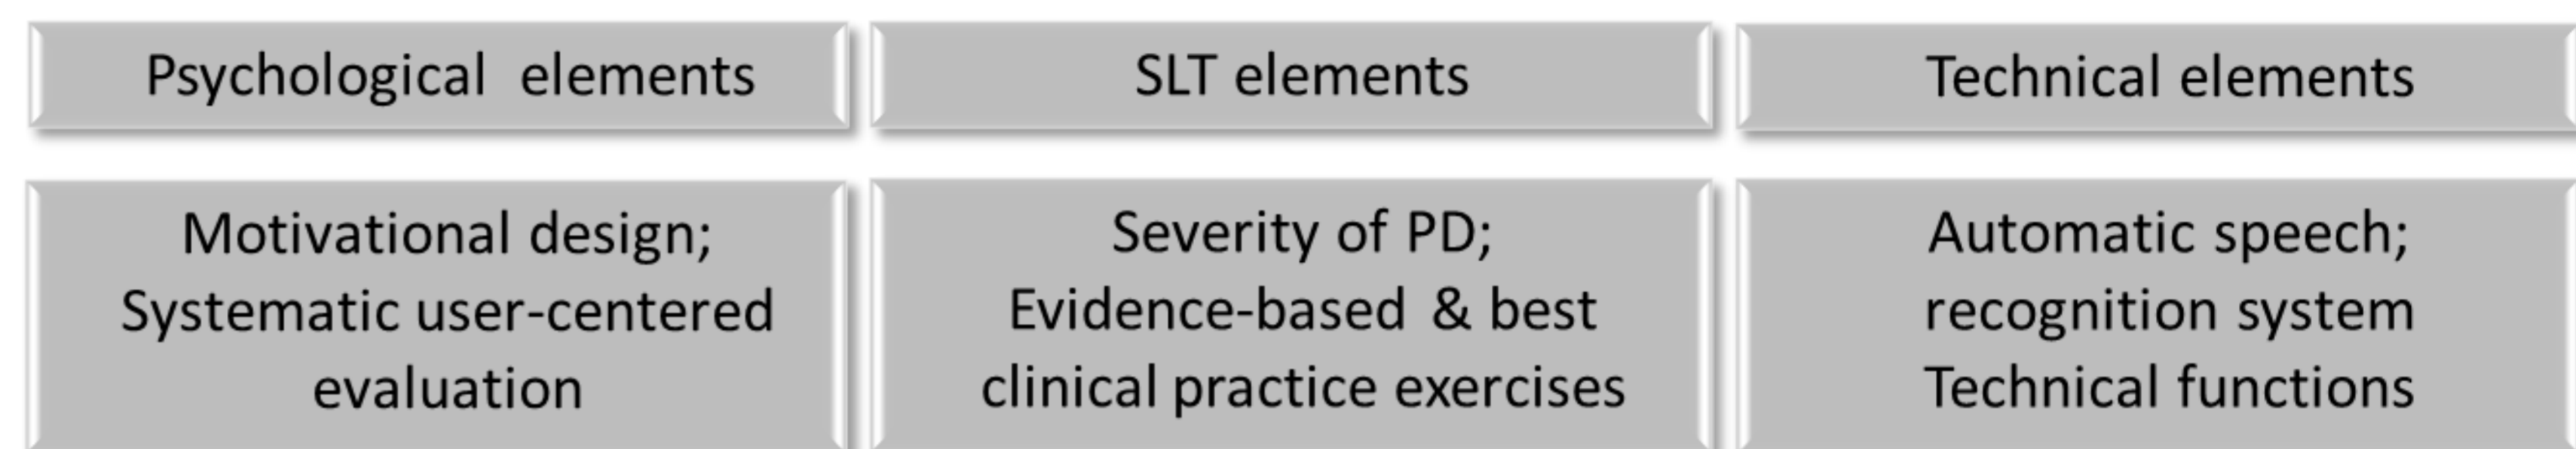 Psychological elements
SLT elements
Technical elements
Motivational design;
Systematic user-centered
evaluation
Severity of PD;
Evidence-based & best
clinical practice exercises
Automatic speech;
recognition system
Technical functions